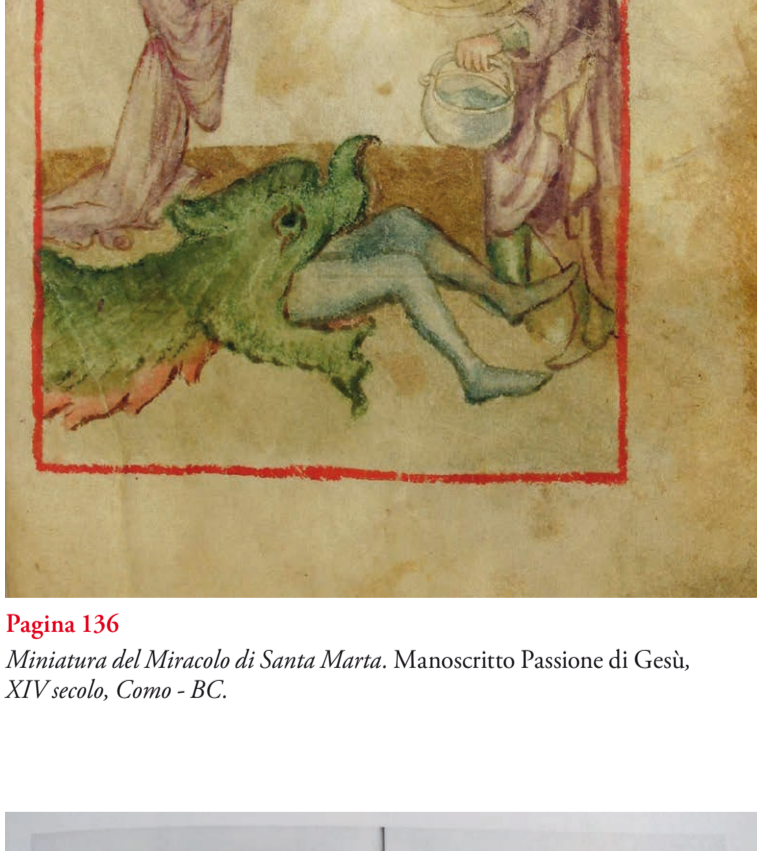 Pagina 136
Miniatura del Miracolo di Santa Marta. Manoscritto Passione di Gesù,
XIV secolo, Como - BC.